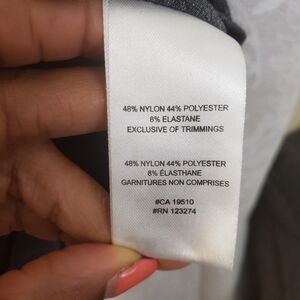 48% NYLON 44% POLYESTER
8% ELASTANE
EXCLUSIVE OF TRIMMINGS
48% NYLON 44% POLYESTER
8% ÉLASTHANE
GARNITURES NON COMPRISES
#CA 19510
#RN 123274